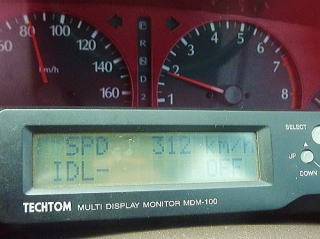 60 80 100 120 140 160
km/h
P
R
N
D
2
1 2 3 4 5 6 7 8
SELECT
SPD 312 km/h
IDL- OFF
UP
DOWN
TECHTOM MULTI DISPLAY MONITOR MDM-100